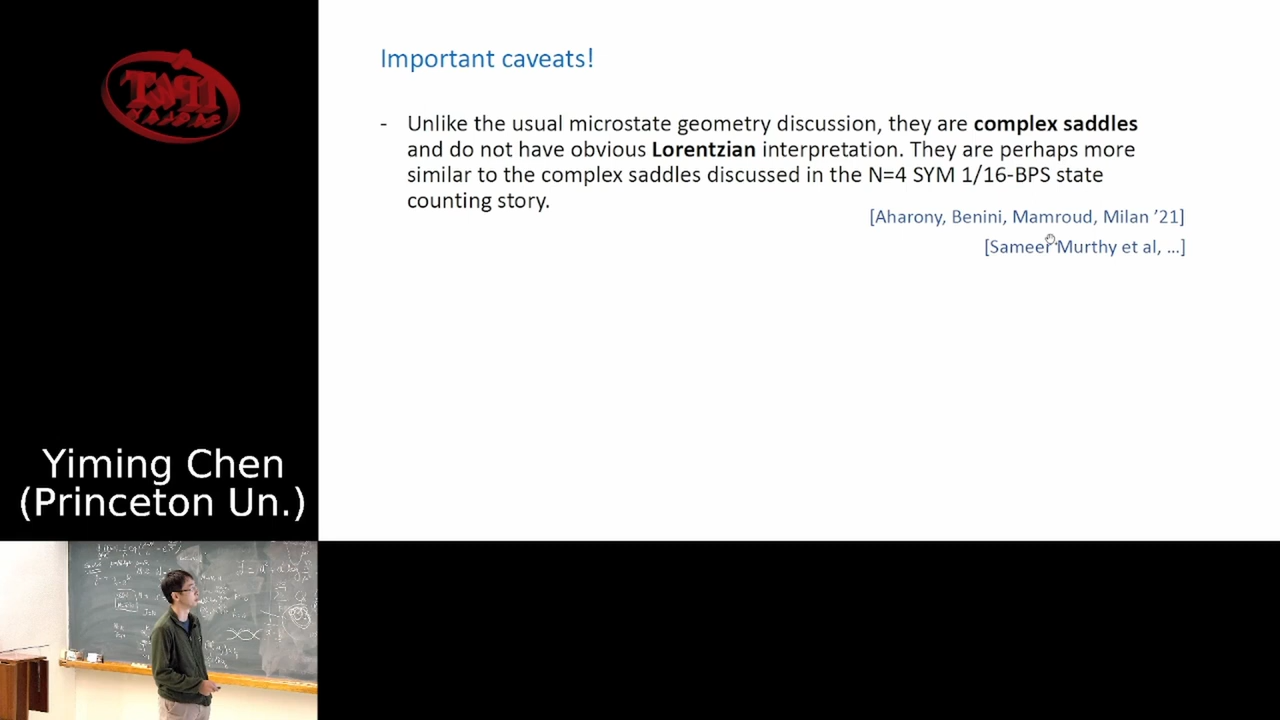 Important caveats!
- Unlike the usual microstate geometry discussion, they are complex saddles
and do not have obvious Lorentzian interpretation. They are perhaps more
similar to the complex saddles discussed in the N=4 SYM 1/16-BPS state
counting story.
[Aharony, Benini, Mamroud, Milan ’21]
[Sameer Murthy et al, ...]
Yiming Chen
(Princeton Un.)